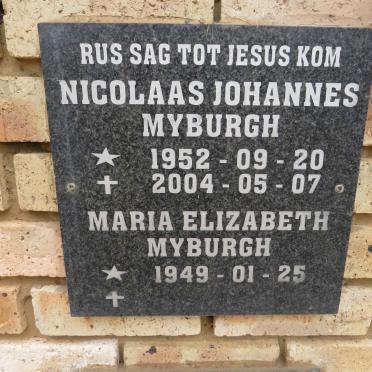 RUS SAG TOT JESUS KOM
NICOLAAS JOHANNES
MYBURGH
★ 1952 - 09 - 20
✝ 2004 - 05 - 07
MARIA ELIZABETH
MYBURGH
★ 1949 - 01 - 25
✝